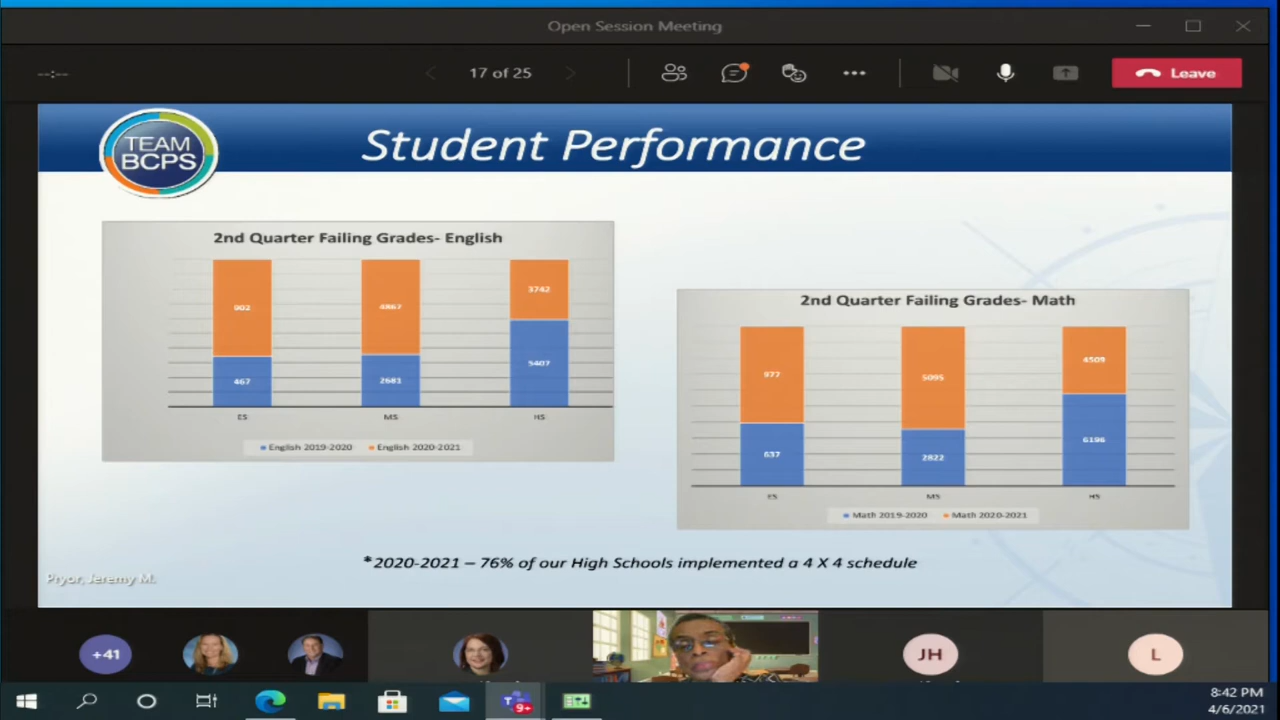 Open Session Meeting
--:--
17 of 25
Leave
TEAM
BCPS
Student Performance
2nd Quarter Failing Grades- English
902
4867
3742
467
2681
5407
ES
MS
HS
English 2019-2020
English 2020-2021
2nd Quarter Failing Grades- Math
977
5095
4509
637
2822
6196
ES
MS
HS
Math 2019-2020
Math 2020-2021
*2020-2021 – 76% of our High Schools implemented a 4 X 4 schedule
Pryor, Jeremy M.
+41
JH
L
9+
8:42 PM
4/6/2021